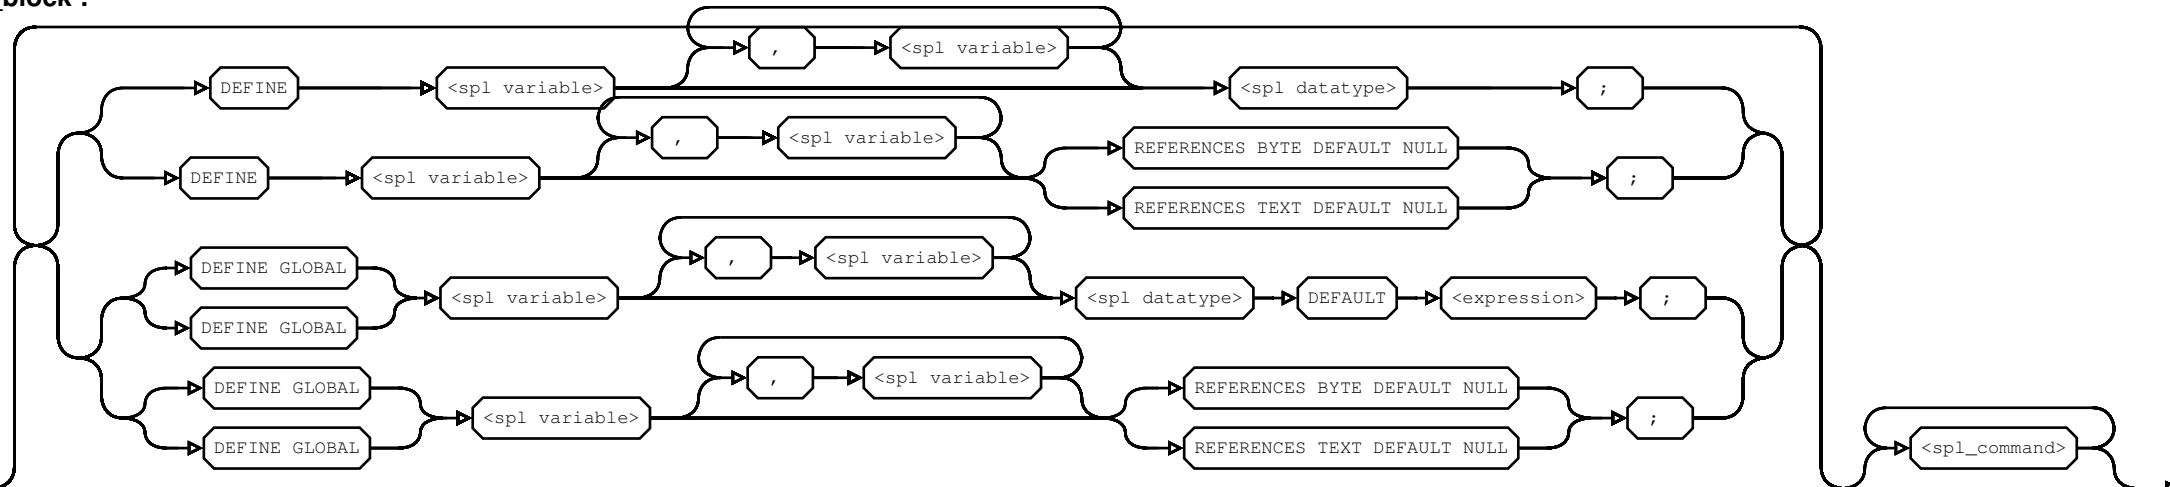 _block :
, <spl variable>
DEFINE <spl variable> <spl datatype> ;
, <spl variable>
REFERENCES BYTE DEFAULT NULL
DEFINE <spl variable> ;
REFERENCES TEXT DEFAULT NULL
, <spl variable>
DEFINE GLOBAL
<spl variable> <spl datatype> DEFAULT <expression> ;
DEFINE GLOBAL
, <spl variable>
DEFINE GLOBAL REFERENCES BYTE DEFAULT NULL
<spl variable> ;
DEFINE GLOBAL REFERENCES TEXT DEFAULT NULL <spl_command>